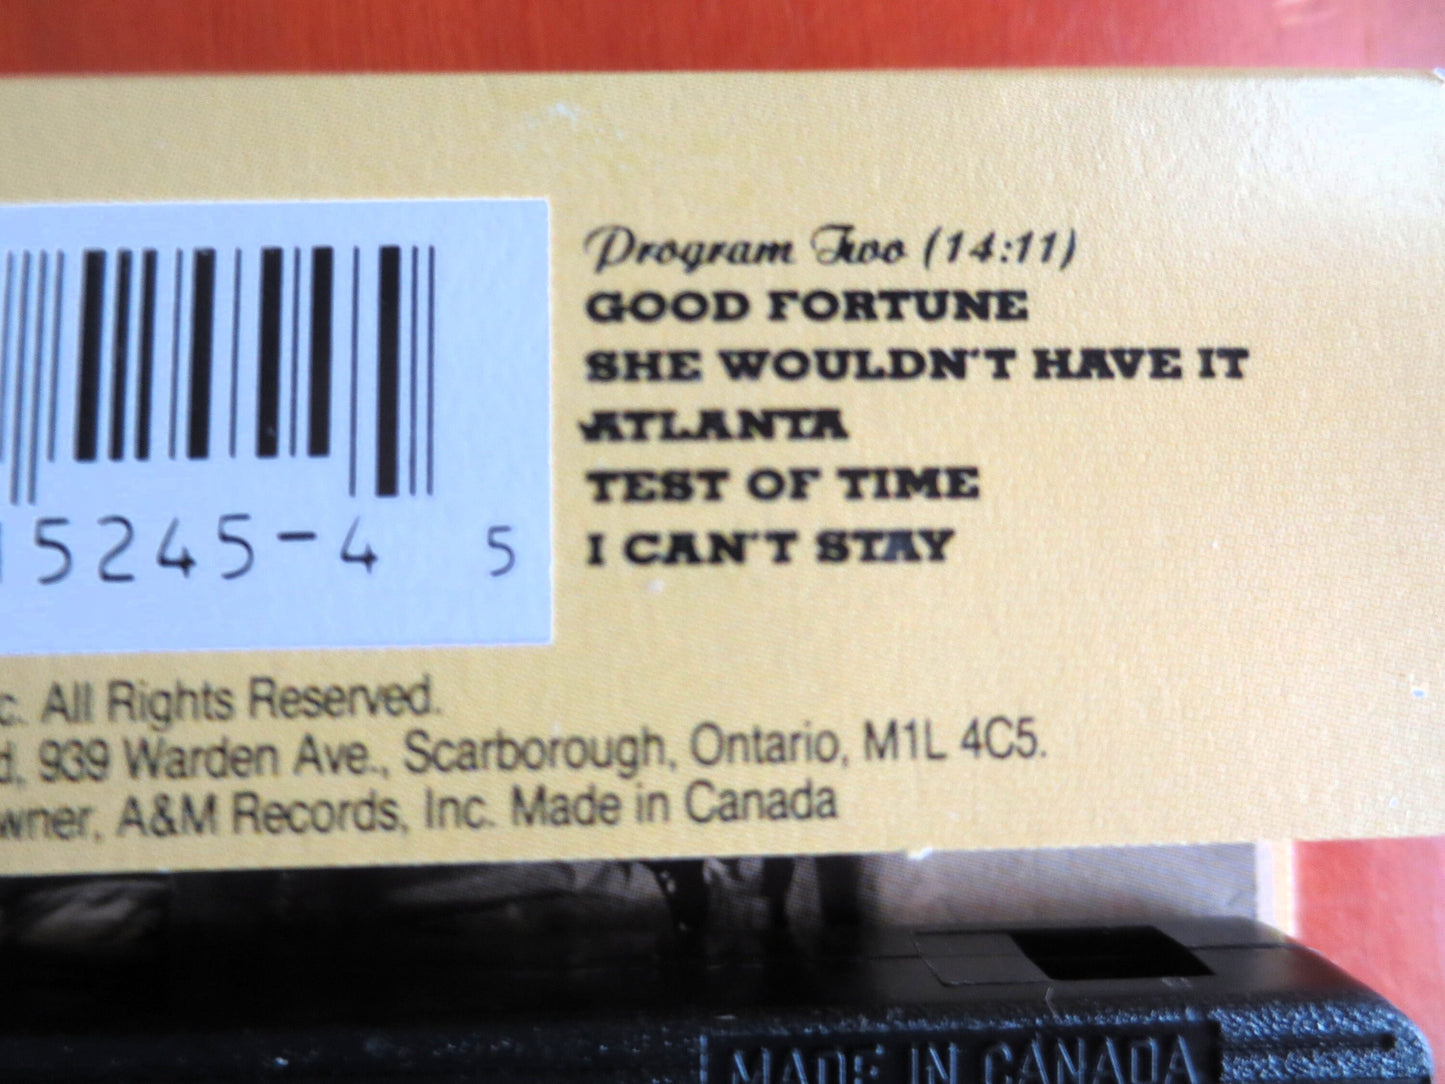 Program Two (14:11)
GOOD FORTUNE
SHE WOULDN'T HAVE IT
ATLANTA
TEST OF TIME
I CAN'T STAY
5245-4 5
c. All Rights Reserved.
d, 939 Warden Ave., Scarborough, Ontario, M1L 4C5.
wner, A&M Records, Inc. Made in Canada
MADE IN CANADA